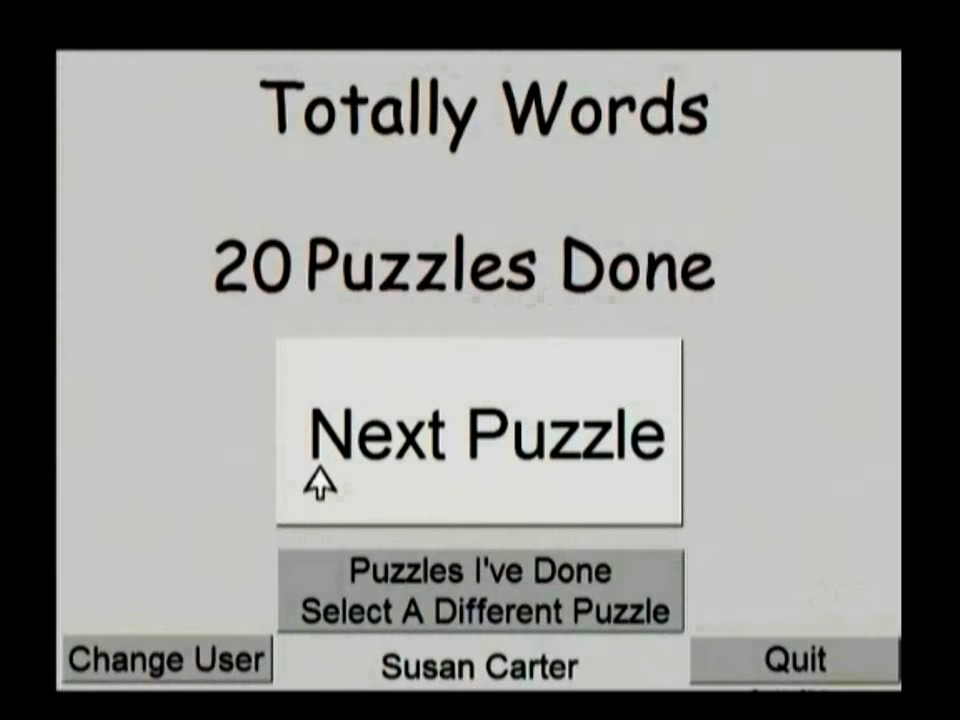 Totally Words
20 Puzzles Done
Next Puzzle
Puzzles I've Done
Select A Different Puzzle
Change User
Susan Carter
Quit